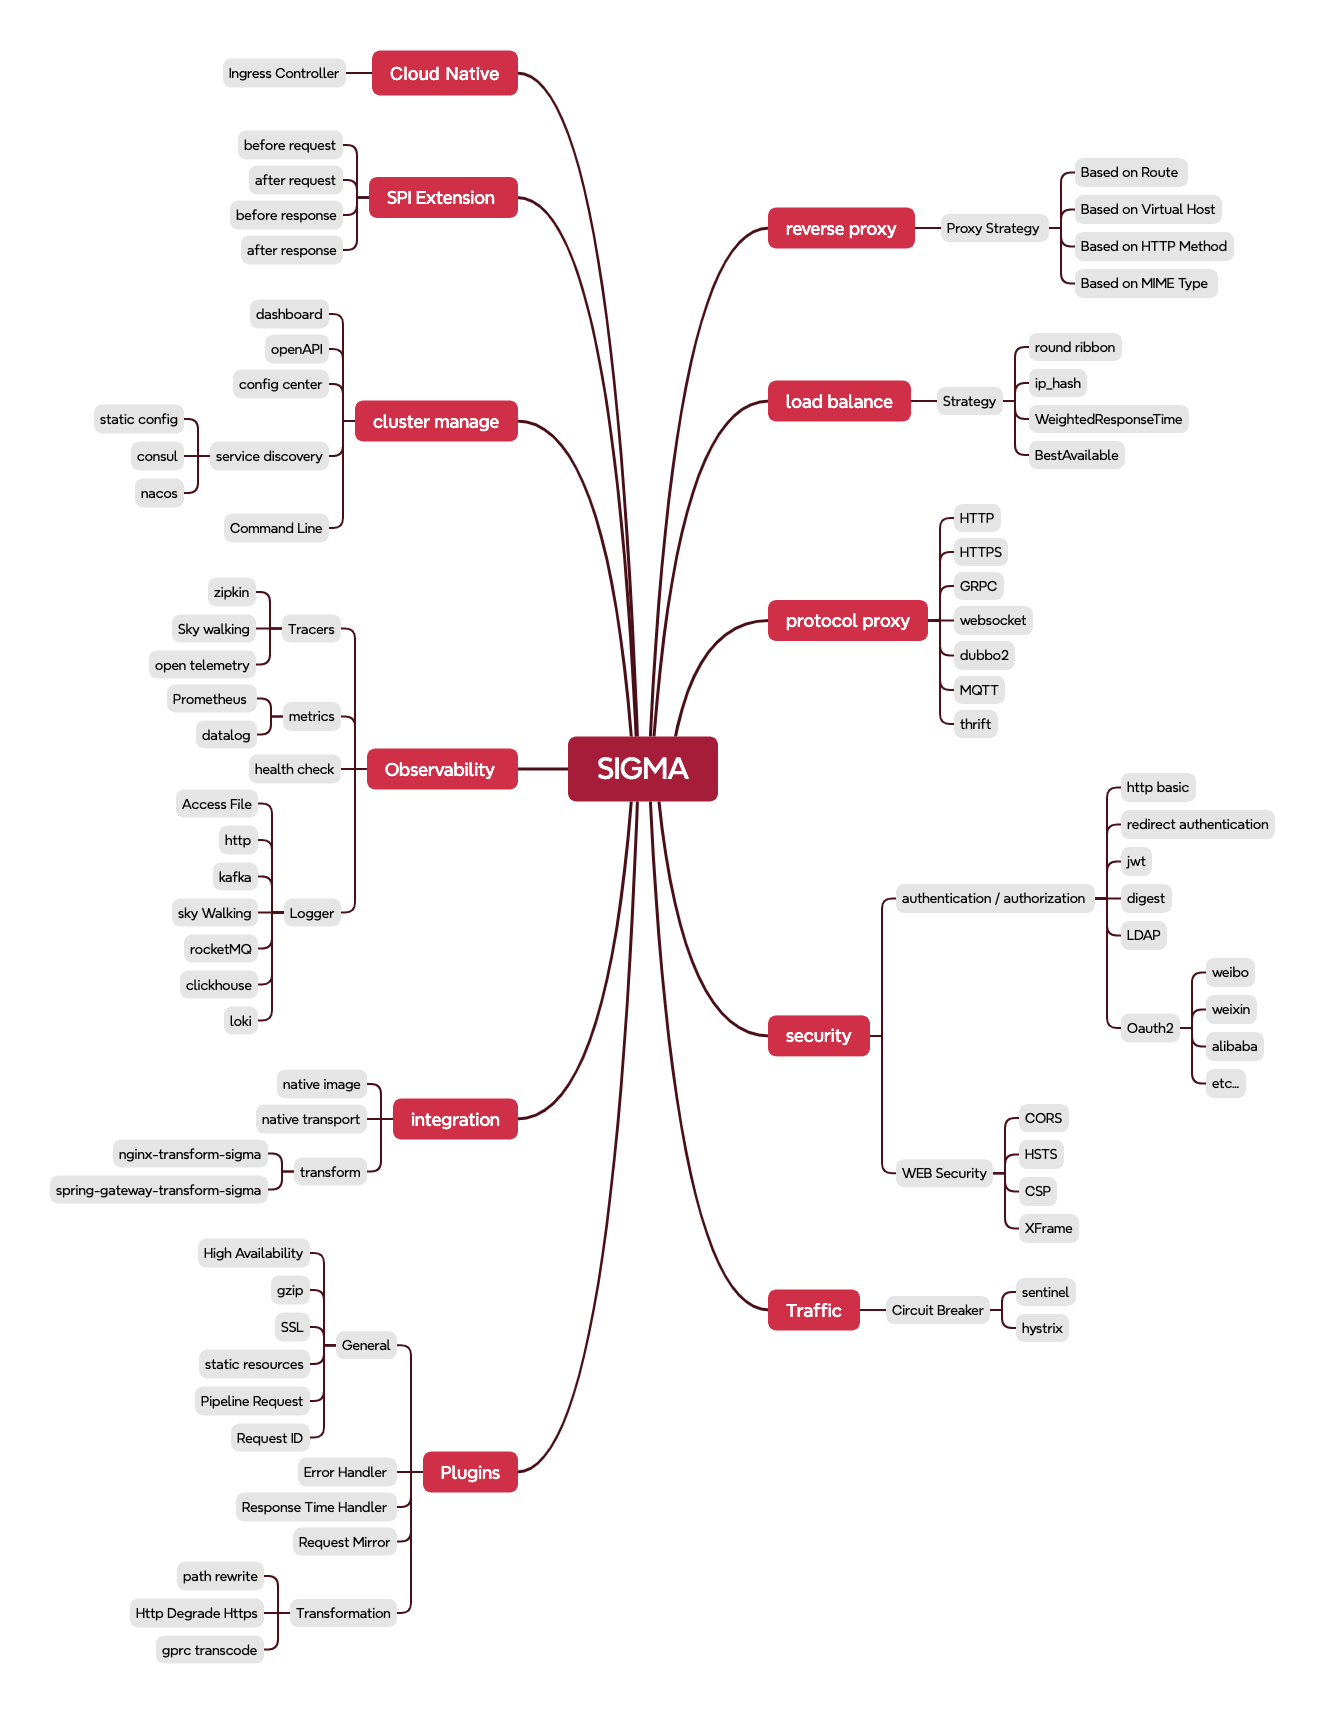 SIGMA
Cloud Native
Ingress Controller
SPI Extension
before request
after request
before response
after response
cluster manage
dashboard
openAPI
config center
service discovery
static config
consul
nacos
Command Line
Observability
Tracers
zipkin
Sky walking
open telemetry
metrics
Prometheus
datalog
health check
Logger
Access File
http
kafka
sky Walking
rocketMQ
clickhouse
loki
integration
native image
native transport
transform
nginx-transform-sigma
spring-gateway-transform-sigma
Plugins
General
High Availability
gzip
SSL
static resources
Pipeline Request
Request ID
Error Handler
Response Time Handler
Request Mirror
Transformation
path rewrite
Http Degrade Https
gprc transcode
reverse proxy
Proxy Strategy
Based on Route
Based on Virtual Host
Based on HTTP Method
Based on MIME Type
load balance
Strategy
round ribbon
ip_hash
WeightedResponseTime
BestAvailable
protocol proxy
HTTP
HTTPS
GRPC
websocket
dubbo2
MQTT
thrift
security
authentication / authorization
http basic
redirect authentication
jwt
digest
LDAP
Oauth2
weibo
weixin
alibaba
etc...
WEB Security
CORS
HSTS
CSP
XFrame
Traffic
Circuit Breaker
sentinel
hystrix